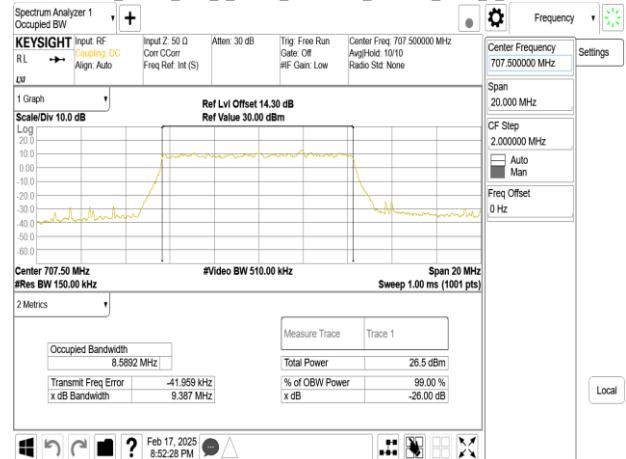 Spectrum Analyzer 1
Occupied BW
Frequency
KEYSIGHT
RL
Input: RF
Coupling: DC
Align: Auto
Input Z: 50 Ω
Corr CCorr
Freq Ref: Int (S)
Atten: 30 dB
Trig: Free Run
Gate: Off
#IF Gain: Low
Center Freq: 707.500000 MHz
Avg|Hold: 10/10
Radio Std: None
LXI
Center Frequency
707.500000 MHz
Settings
Span
20.000 MHz
CF Step
2.000000 MHz
Auto
Man
Freq Offset
0 Hz
1 Graph
Scale/Div 10.0 dB
Ref Lvl Offset 14.30 dB
Ref Value 30.00 dBm
Log
20.0
10.0
0.00
-10.0
-20.0
-30.0
-40.0
-50.0
-60.0
Center 707.50 MHz
#Video BW 510.00 kHz
Span 20 MHz
#Res BW 150.00 kHz
Sweep 1.00 ms (1001 pts)
2 Metrics
Measure Trace Trace 1
Occupied Bandwidth
8.5892 MHz
Total Power 26.5 dBm
Transmit Freq Error -41.959 kHz
% of OBW Power 99.00 %
x dB Bandwidth 9.387 MHz
x dB -26.00 dB
Local
Feb 17, 2025
8:52:28 PM